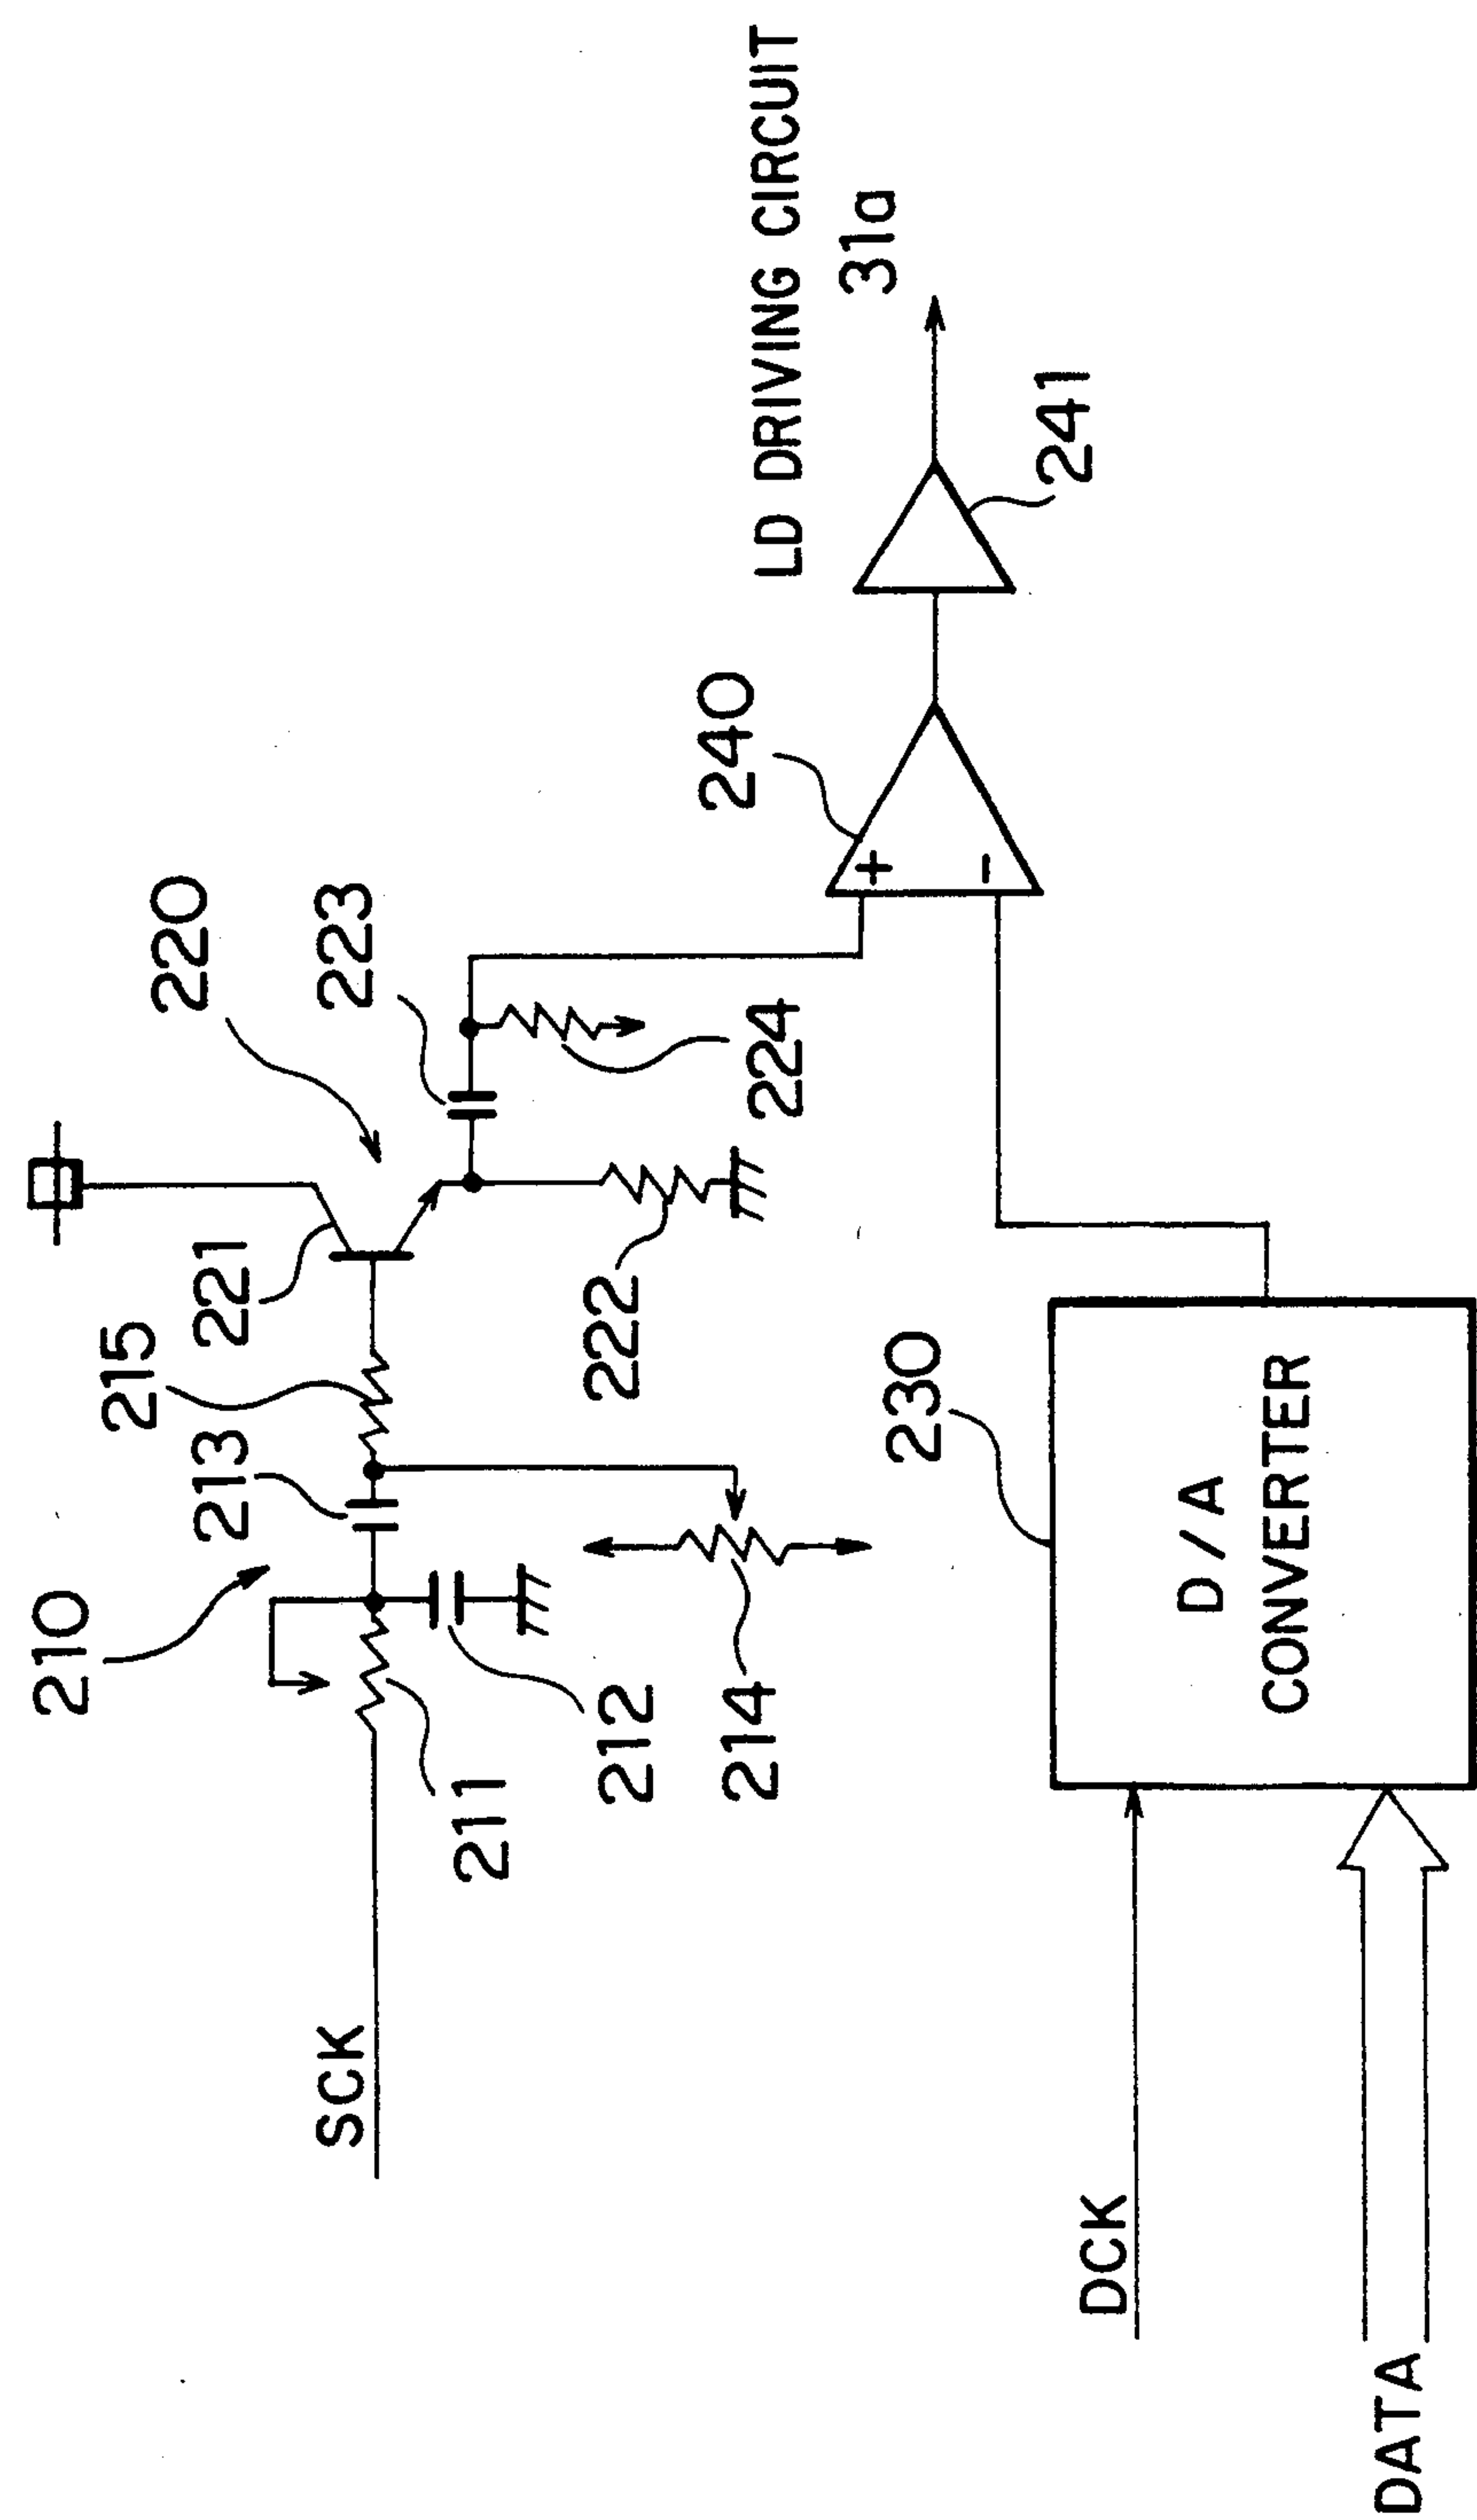 210
215
220
213
221
223
SCK
211
212
214
222
224
240
LD DRIVING CIRCUIT
31a
241
230
DCK
D/A
CONVERTER
DATA
+
-